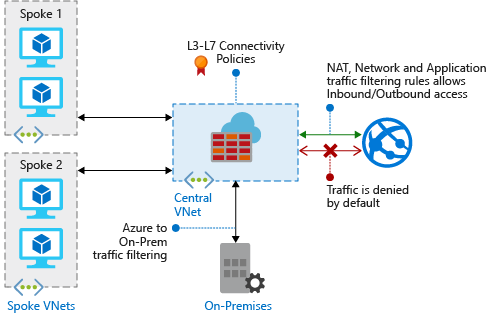 Spoke 1
L3-L7 Connectivity
Policies
NAT, Network and Application
traffic filtering rules allows
Inbound/Outbound access
Spoke 2
Central
VNet
Traffic is denied
by default
Azure to
On-Prem
traffic filtering
Spoke VNets
On-Premises